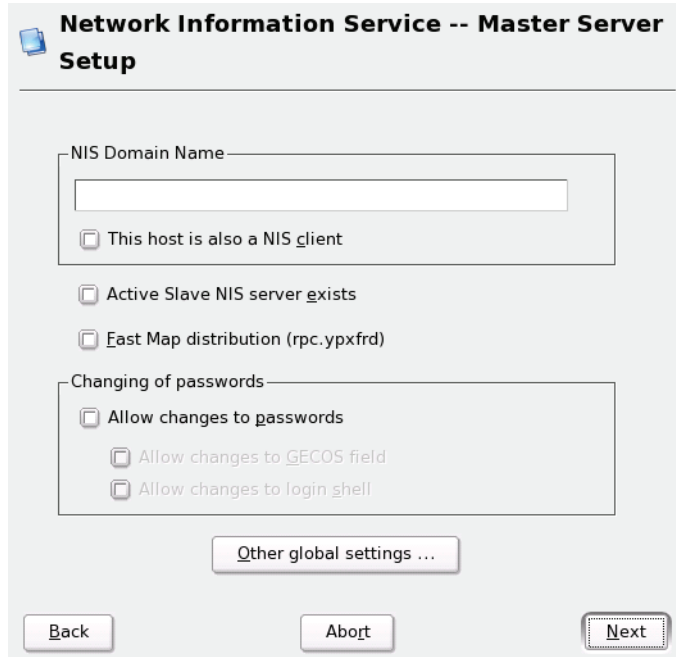 Network Information Service -- Master Server
Setup
NIS Domain Name
This host is also a NIS client
Active Slave NIS server exists
Fast Map distribution (rpc.ypxfrd)
Changing of passwords
Allow changes to passwords
Allow changes to GECOS field
Allow changes to login shell
Other global settings ...
Back
Abort
Next